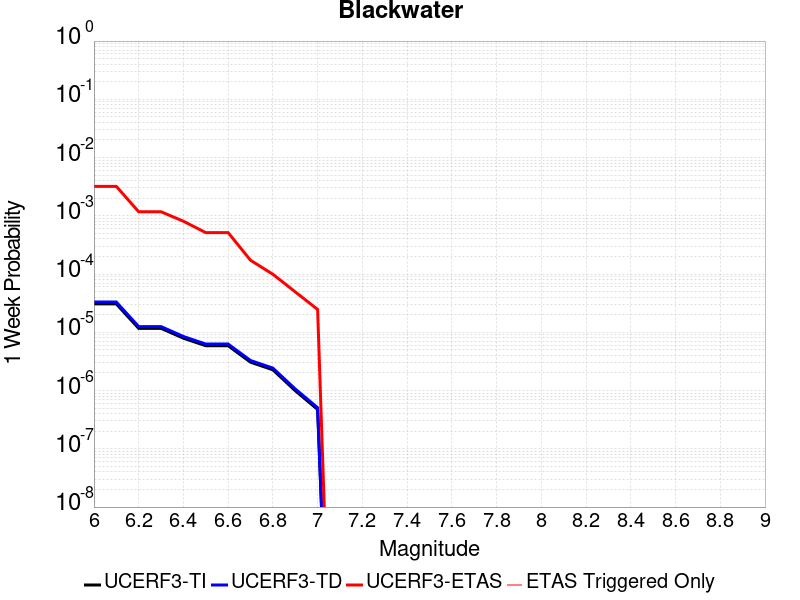 Blackwater
10^0
10^-1
10^-2
10^-3
10^-4
10^-5
10^-6
10^-7
10^-8
1 Week Probability
6 6.2 6.4 6.6 6.8 7 7.2 7.4 7.6 7.8 8 8.2 8.4 8.6 8.8 9
Magnitude
UCERF3-TI UCERF3-TD UCERF3-ETAS ETAS Triggered Only